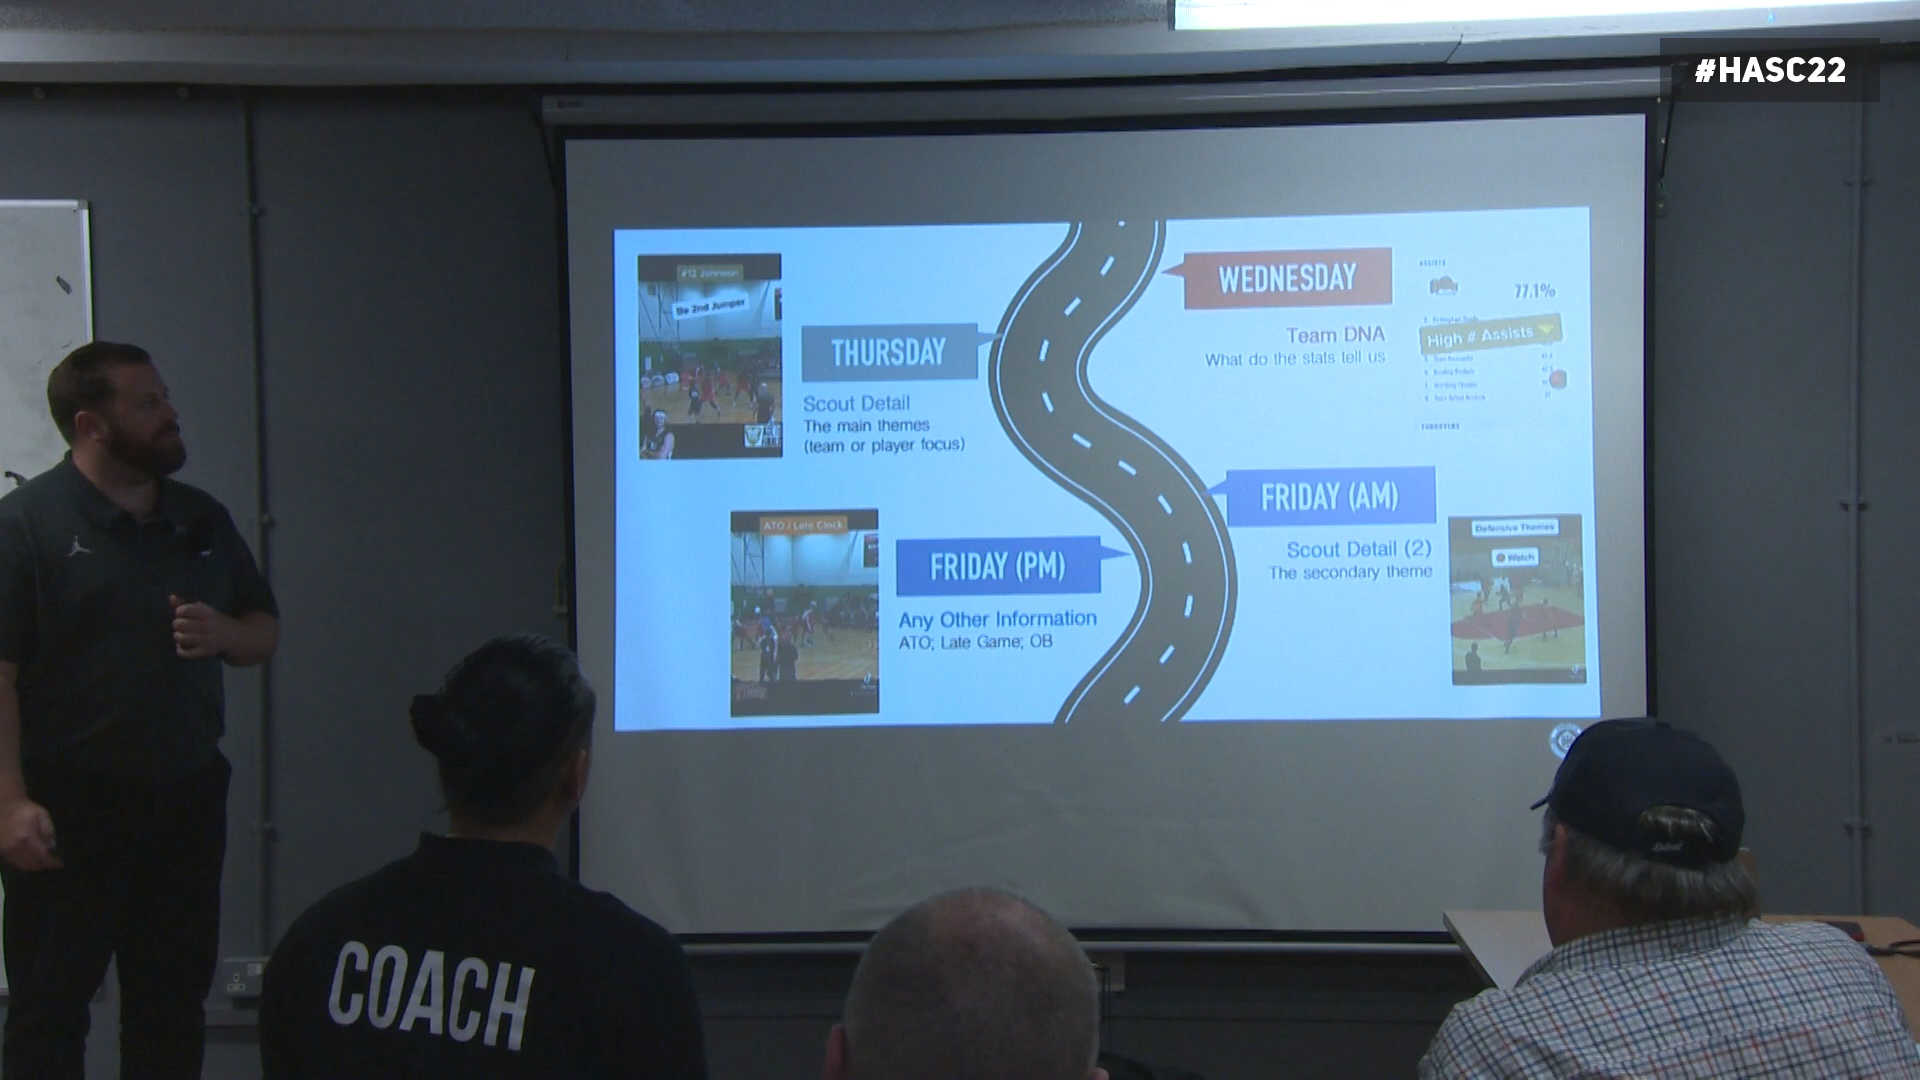 #HASC22
WEDNESDAY
Team DNA
What do the stats tell us
ASSISTS
77.1%
High # Assists
TURNOVERS
#12 Johnson
Be 2nd Jumper
THURSDAY
Scout Detail
The main themes
(team or player focus)
FRIDAY (AM)
Scout Detail (2)
The secondary theme
Defensive Themes
Watch
ATO / Late Clock
FRIDAY (PM)
Any Other Information
ATO; Late Game; OB
COACH